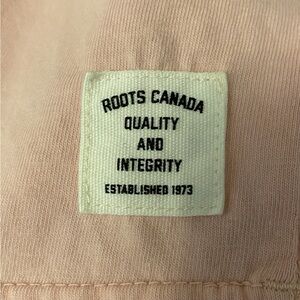 ROOTS CANADA
QUALITY
AND
INTEGRITY
ESTABLISHED 1973